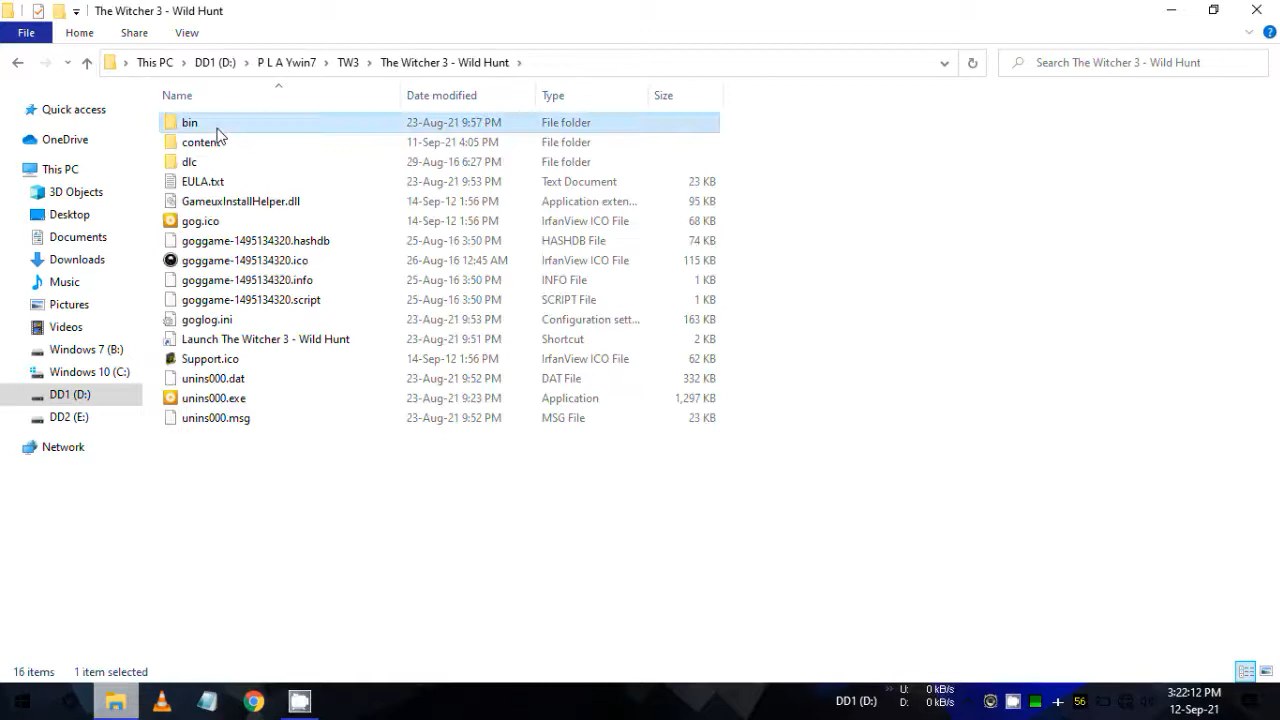 The Witcher 3 - Wild Hunt
File Home Share View
This PC DD1 (D:) P L A Ywin7 TW3 The Witcher 3 - Wild Hunt Search The Witcher 3 - Wild Hunt
Name Date modified Type Size
Quick access
OneDrive
This PC
3D Objects
Desktop
Documents
Downloads
Music
Pictures
Videos
Windows 7 (B:)
Windows 10 (C:)
DD1 (D:)
DD2 (E:)
Network
bin 23-Aug-21 9:57 PM File folder
content 11-Sep-21 4:05 PM File folder
dlc 29-Aug-16 6:27 PM File folder
EULA.txt 23-Aug-21 9:53 PM Text Document 23 KB
GameuxInstallHelper.dll 14-Sep-12 1:56 PM Application exten... 95 KB
gog.ico 14-Sep-12 1:56 PM IrfanView ICO File 68 KB
goggame-1495134320.hashdb 25-Aug-16 3:50 PM HASHDB File 74 KB
goggame-1495134320.ico 26-Aug-16 12:45 AM IrfanView ICO File 115 KB
goggame-1495134320.info 25-Aug-16 3:50 PM INFO File 1 KB
goggame-1495134320.script 25-Aug-16 3:50 PM SCRIPT File 1 KB
goglog.ini 23-Aug-21 9:53 PM Configuration sett... 163 KB
Launch The Witcher 3 - Wild Hunt 23-Aug-21 9:51 PM Shortcut 2 KB
Support.ico 14-Sep-12 1:56 PM IrfanView ICO File 62 KB
unins000.dat 23-Aug-21 9:52 PM DAT File 332 KB
unins000.exe 23-Aug-21 9:23 PM Application 1,297 KB
unins000.msg 23-Aug-21 9:52 PM MSG File 23 KB
16 items 1 item selected
DD1 (D:) U: 0 kB/s 56 3:22:12 PM
D: 0 kB/s 12-Sep-21